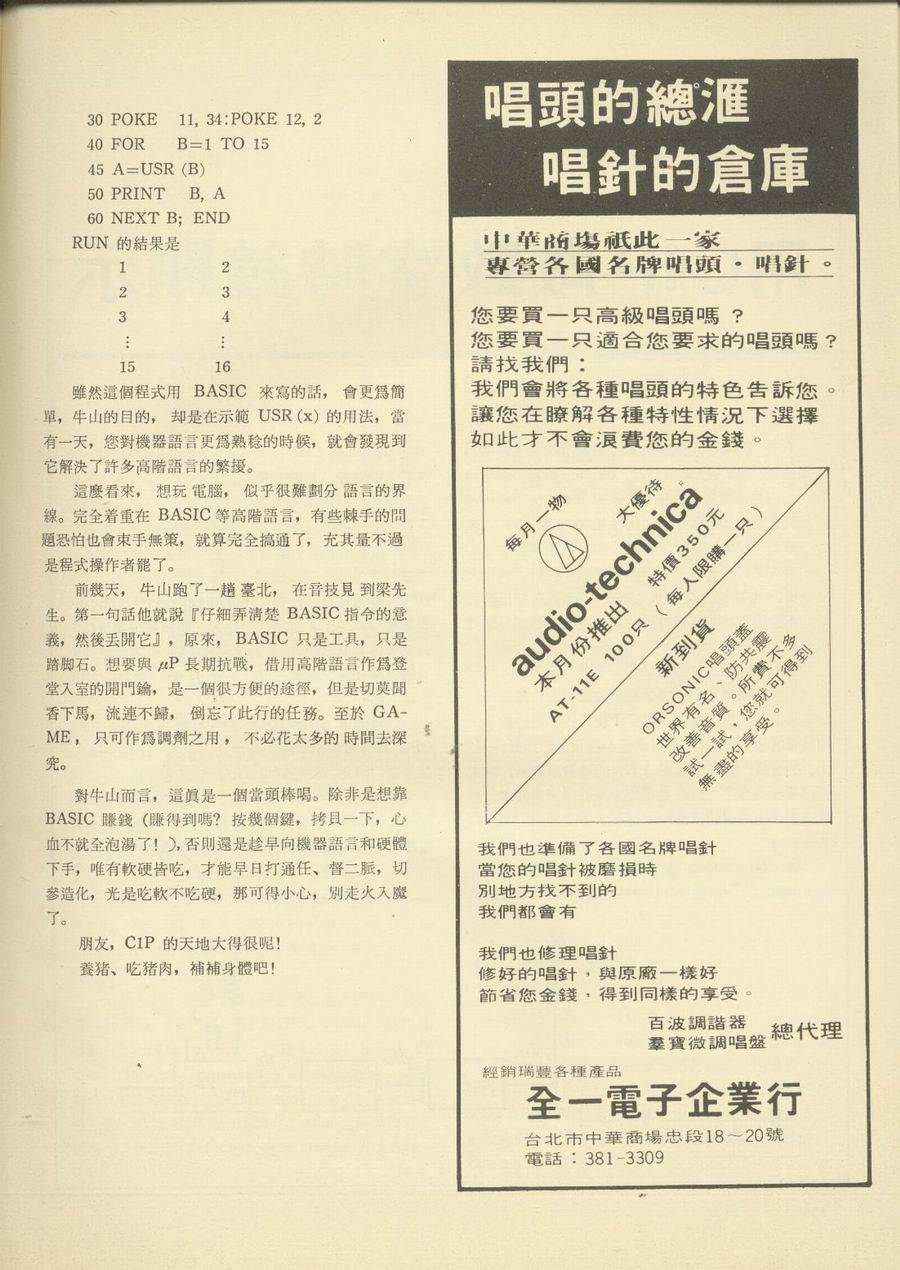 30 POKE 11, 34:POKE 12, 2
40 FOR B=1 TO 15
45 A=USR (B)
50 PRINT B, A
60 NEXT B; END
RUN 的結果是
1 2
2 3
3 4
⋮ ⋮
15 16
雖然這個程式用 BASIC 來寫的話, 會更爲簡
單, 牛山的目的, 却是在示範 USR (x) 的用法, 當
有一天, 您對機器語言更爲熟稔的時候, 就會發現到
它解決了許多高階語言的繁擾。
這麽看來, 想玩電腦, 似乎很難劃分語言的界
線。完全着重在 BASIC 等高階語言, 有些棘手的問
題恐怕也會束手無策, 就算完全搞通了, 充其量不過
是程式操作者罷了。
前幾天, 牛山跑了一趟臺北, 在音技見到梁先
生。第一句話他就說『仔細弄淸楚 BASIC 指令的意
義, 然後丢開它』, 原來, BASIC 只是工具, 只是
踏脚石。想要與 μP 長期抗戰, 借用高階語言作爲登
堂入室的開門鑰, 是一個很方便的途徑, 但是切莫聞
香下馬, 流連不歸, 倒忘了此行的任務。至於 GA-
ME, 只可作爲調劑之用, 不必花太多的時間去深
究。
對牛山而言, 這眞是一個當頭棒喝。除非是想靠
BASIC 賺錢 (賺得到嗎? 按幾個鍵, 拷貝一下, 心
血不就全泡湯了! ), 否則還是趁早向機器語言和硬體
下手, 唯有軟硬皆吃, 才能早日打通任、督二脈, 切
參造化, 光是吃軟不吃硬, 那可得小心, 別走火入魔
了。
朋友, C1P 的天地大得很呢!
養猪、吃猪肉, 補補身體吧!
唱頭的總滙
唱針的倉庫
中華商場祇此一家
專營各國名牌唱頭・唱針。
您要買一只高級唱頭嗎？
您要買一只適合您要求的唱頭嗎？
請找我們：
我們會將各種唱頭的特色告訴您。
讓您在瞭解各種特性情況下選擇
如此才不會浪費您的金錢。
每月一物
大優待
audio-technica
®
本月份推出 特價350元
AT-11E 100只 (每人限購一只)
新到貨
ORSONIC唱頭蓋
世界有名、防共震
改善音質。所費不多
試一試，您就可得到
無盡的享受。
我們也準備了各國名牌唱針
當您的唱針被磨損時
別地方找不到的
我們都會有
我們也修理唱針
修好的唱針，與原廠一樣好
節省您金錢，得到同樣的享受。
百波調諧器
羣寶微調唱盤 總代理
經銷瑞豐各種產品
全一電子企業行
台北市中華商場忠段18～20號
電話：381-3309